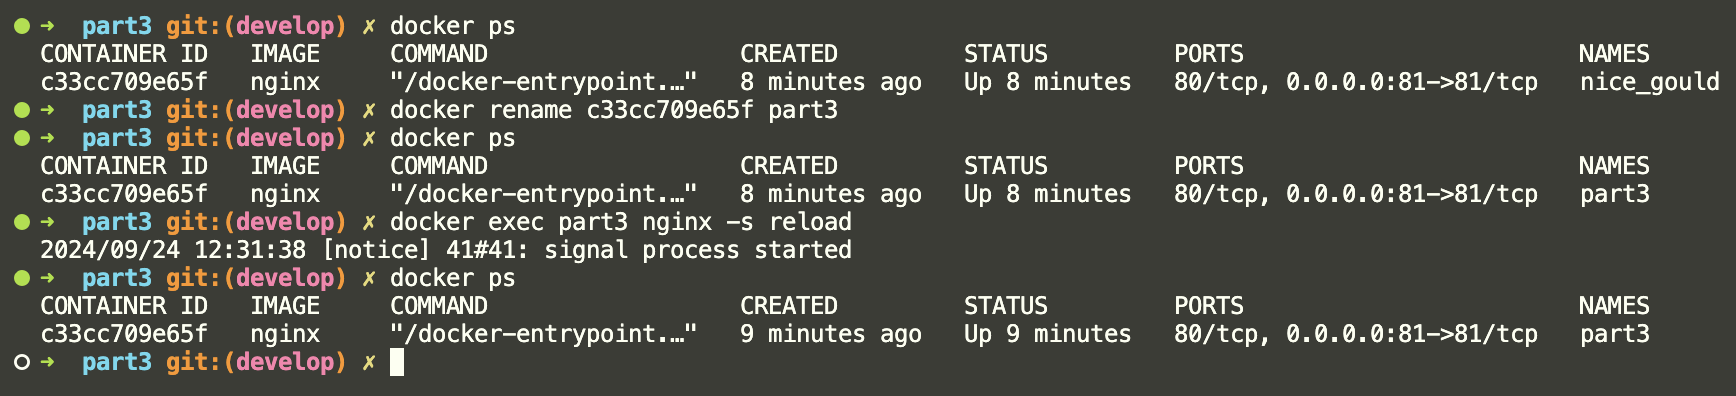 ➜ part3 git:(develop) ✗ docker ps
CONTAINER ID IMAGE COMMAND CREATED STATUS PORTS NAMES
c33cc709e65f nginx "/docker-entrypoint.…" 8 minutes ago Up 8 minutes 80/tcp, 0.0.0.0:81->81/tcp nice_gould
➜ part3 git:(develop) ✗ docker rename c33cc709e65f part3
➜ part3 git:(develop) ✗ docker ps
CONTAINER ID IMAGE COMMAND CREATED STATUS PORTS NAMES
c33cc709e65f nginx "/docker-entrypoint.…" 8 minutes ago Up 8 minutes 80/tcp, 0.0.0.0:81->81/tcp part3
➜ part3 git:(develop) ✗ docker exec part3 nginx -s reload
2024/09/24 12:31:38 [notice] 41#41: signal process started
➜ part3 git:(develop) ✗ docker ps
CONTAINER ID IMAGE COMMAND CREATED STATUS PORTS NAMES
c33cc709e65f nginx "/docker-entrypoint.…" 9 minutes ago Up 9 minutes 80/tcp, 0.0.0.0:81->81/tcp part3
➜ part3 git:(develop) ✗